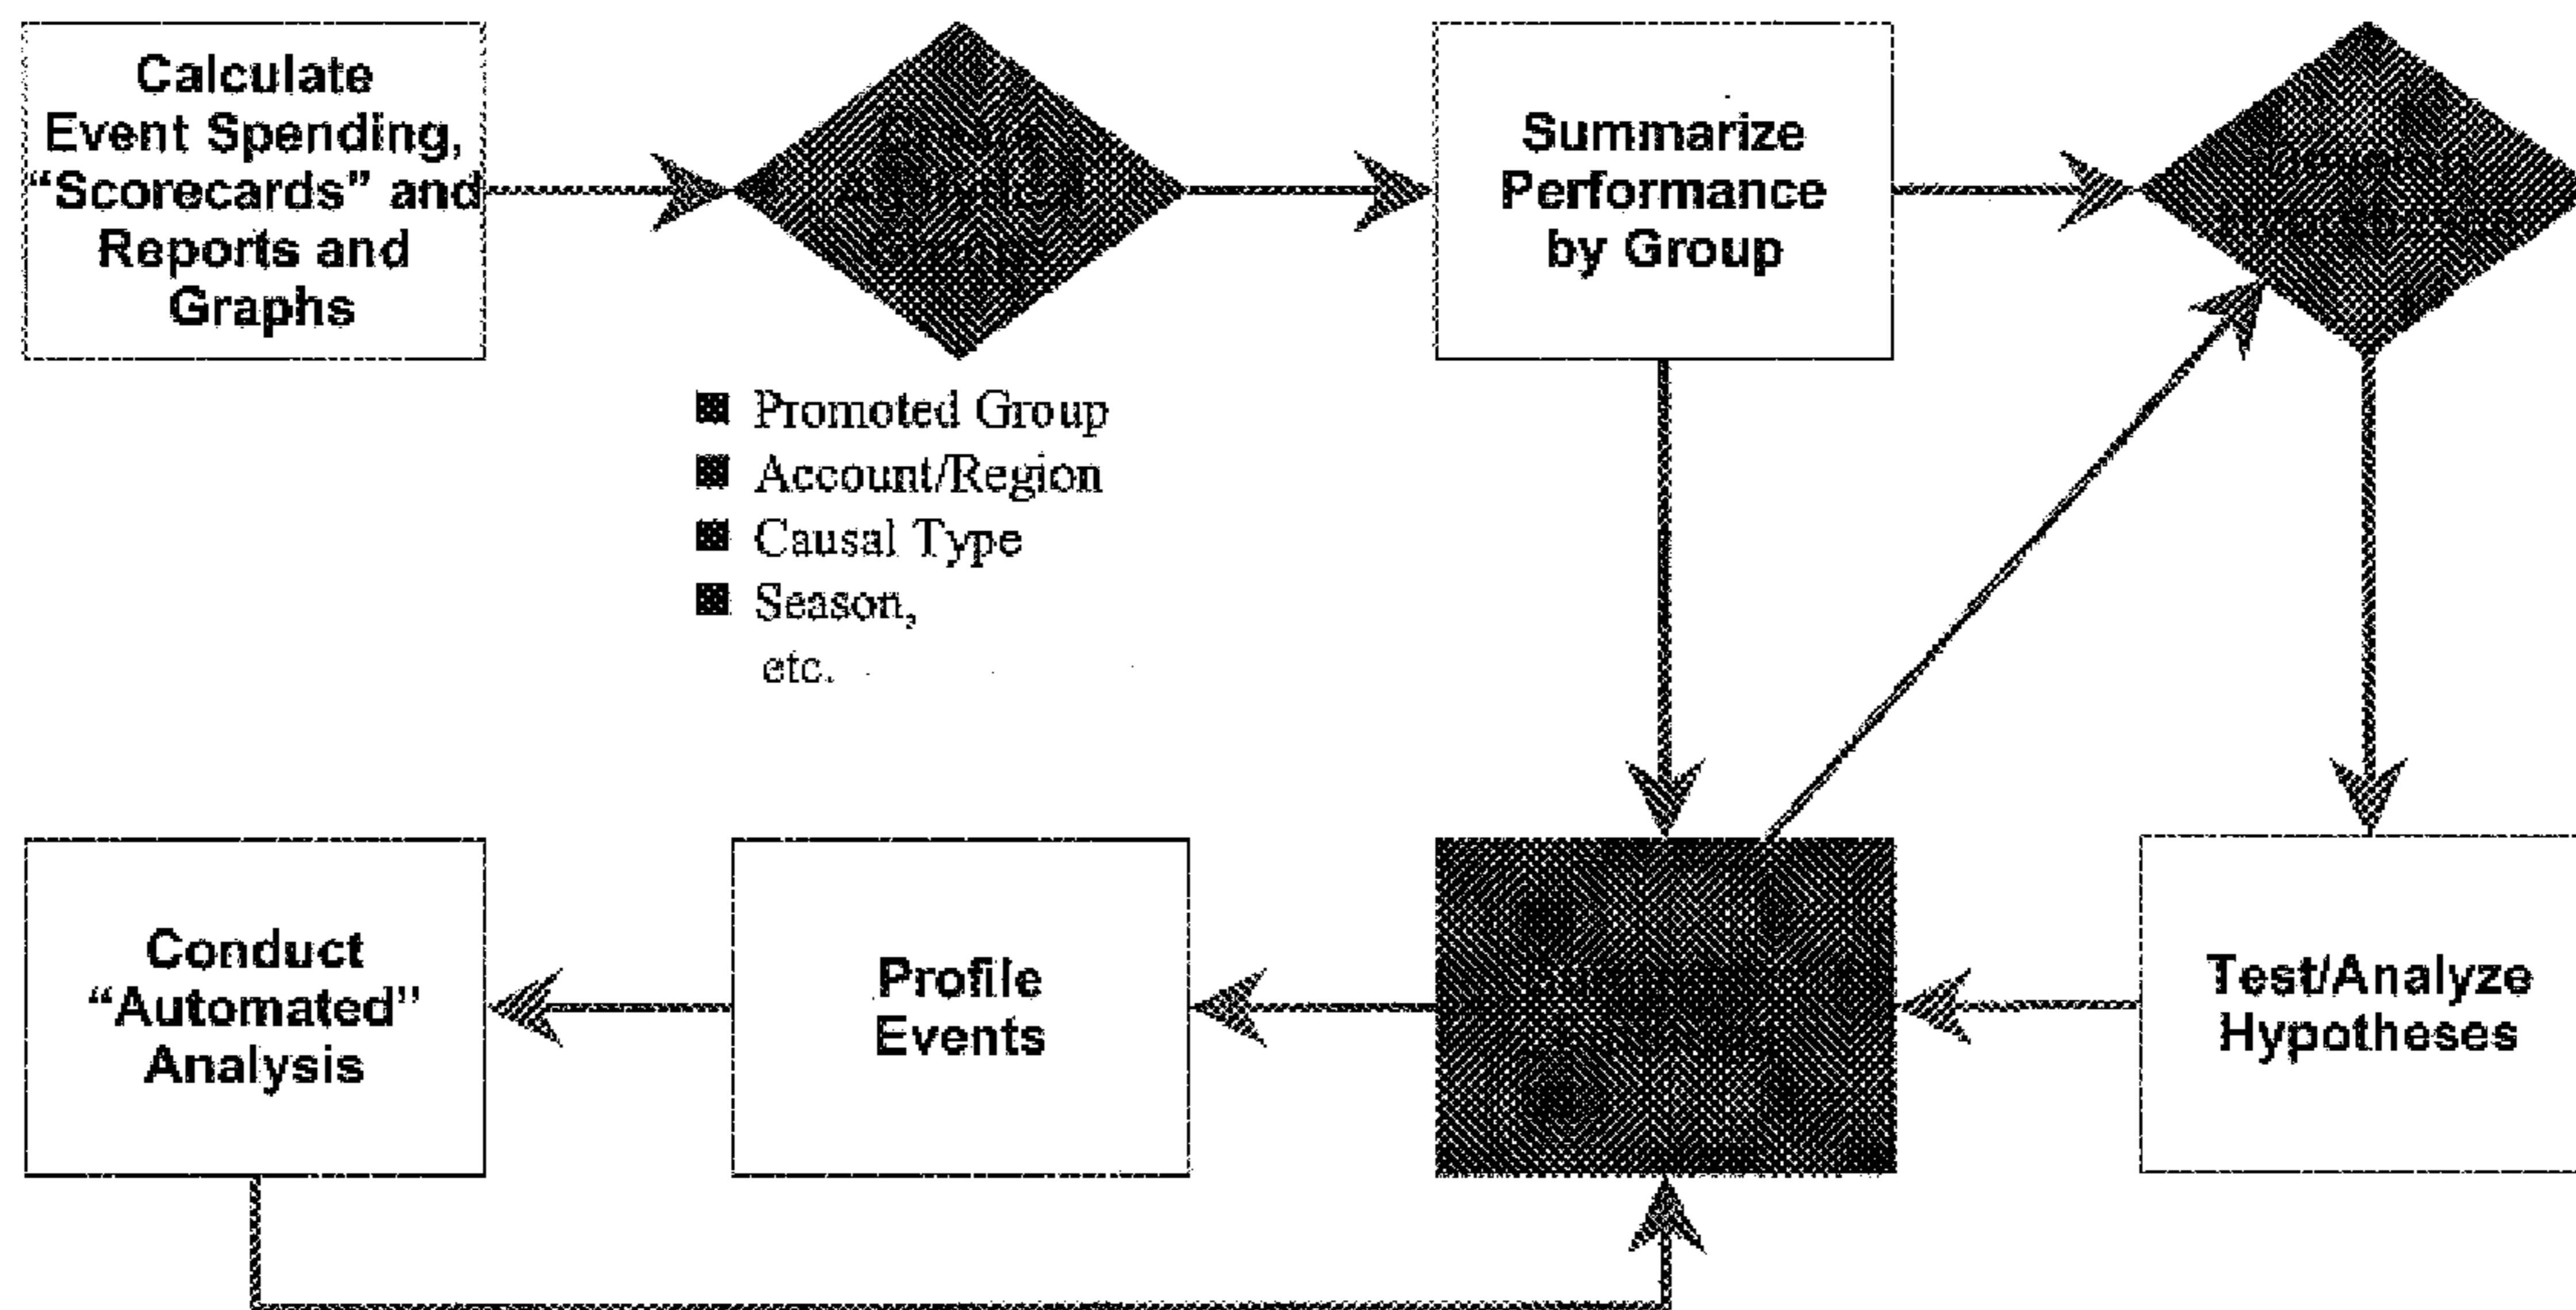 Calculate
Event Spending,
“Scorecards” and
Reports and
Graphs
Summarize
Performance
by Group
Promoted Group
Account/Region
Causal Type
Season,
etc.
Conduct
“Automated”
Analysis
Profile
Events
Test/Analyze
Hypotheses